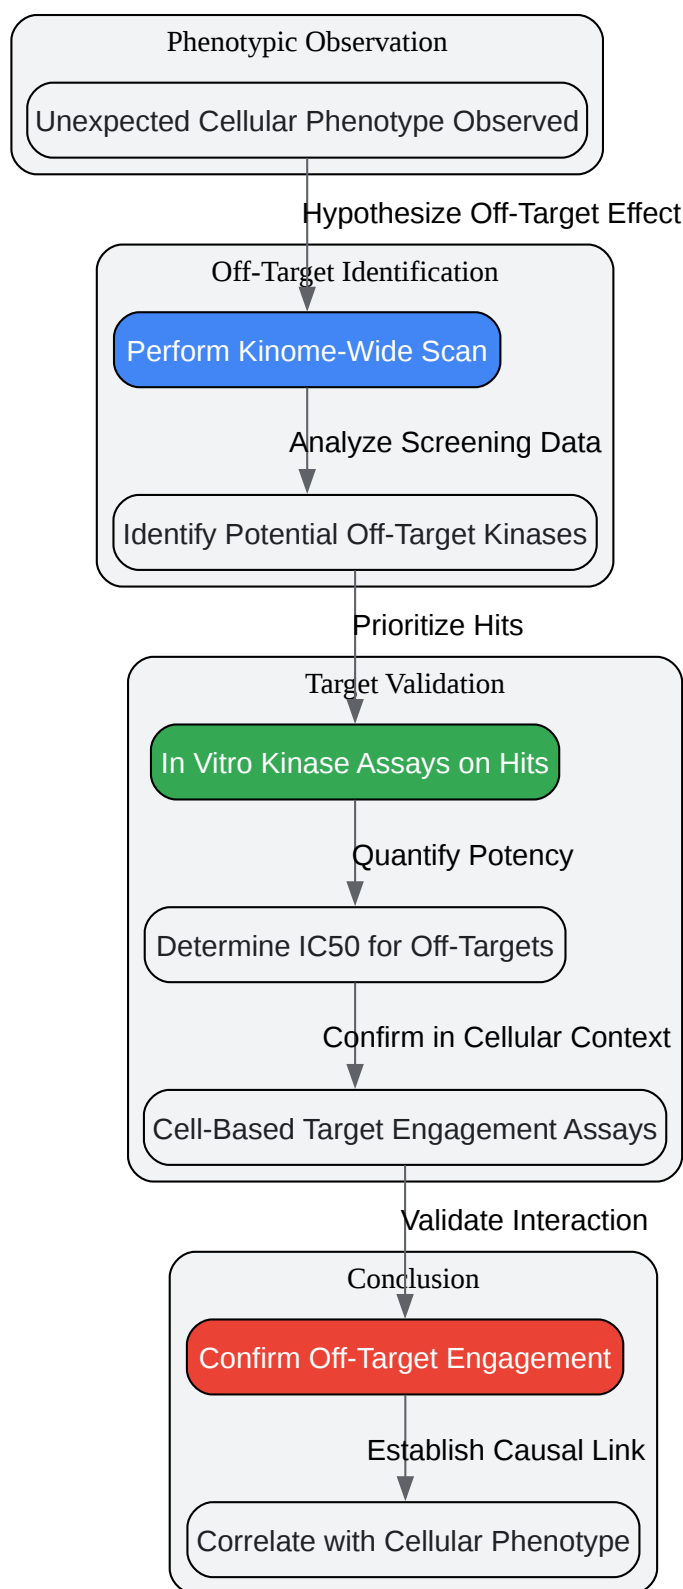 Phenotypic Observation
Unexpected Cellular Phenotype Observed
Hypothesize Off-Target Effect
Off-Target Identification
Perform Kinome-Wide Scan
Analyze Screening Data
Identify Potential Off-Target Kinases
Prioritize Hits
Target Validation
In Vitro Kinase Assays on Hits
Quantify Potency
Determine IC50 for Off-Targets
Confirm in Cellular Context
Cell-Based Target Engagement Assays
Validate Interaction
Conclusion
Confirm Off-Target Engagement
Establish Causal Link
Correlate with Cellular Phenotype